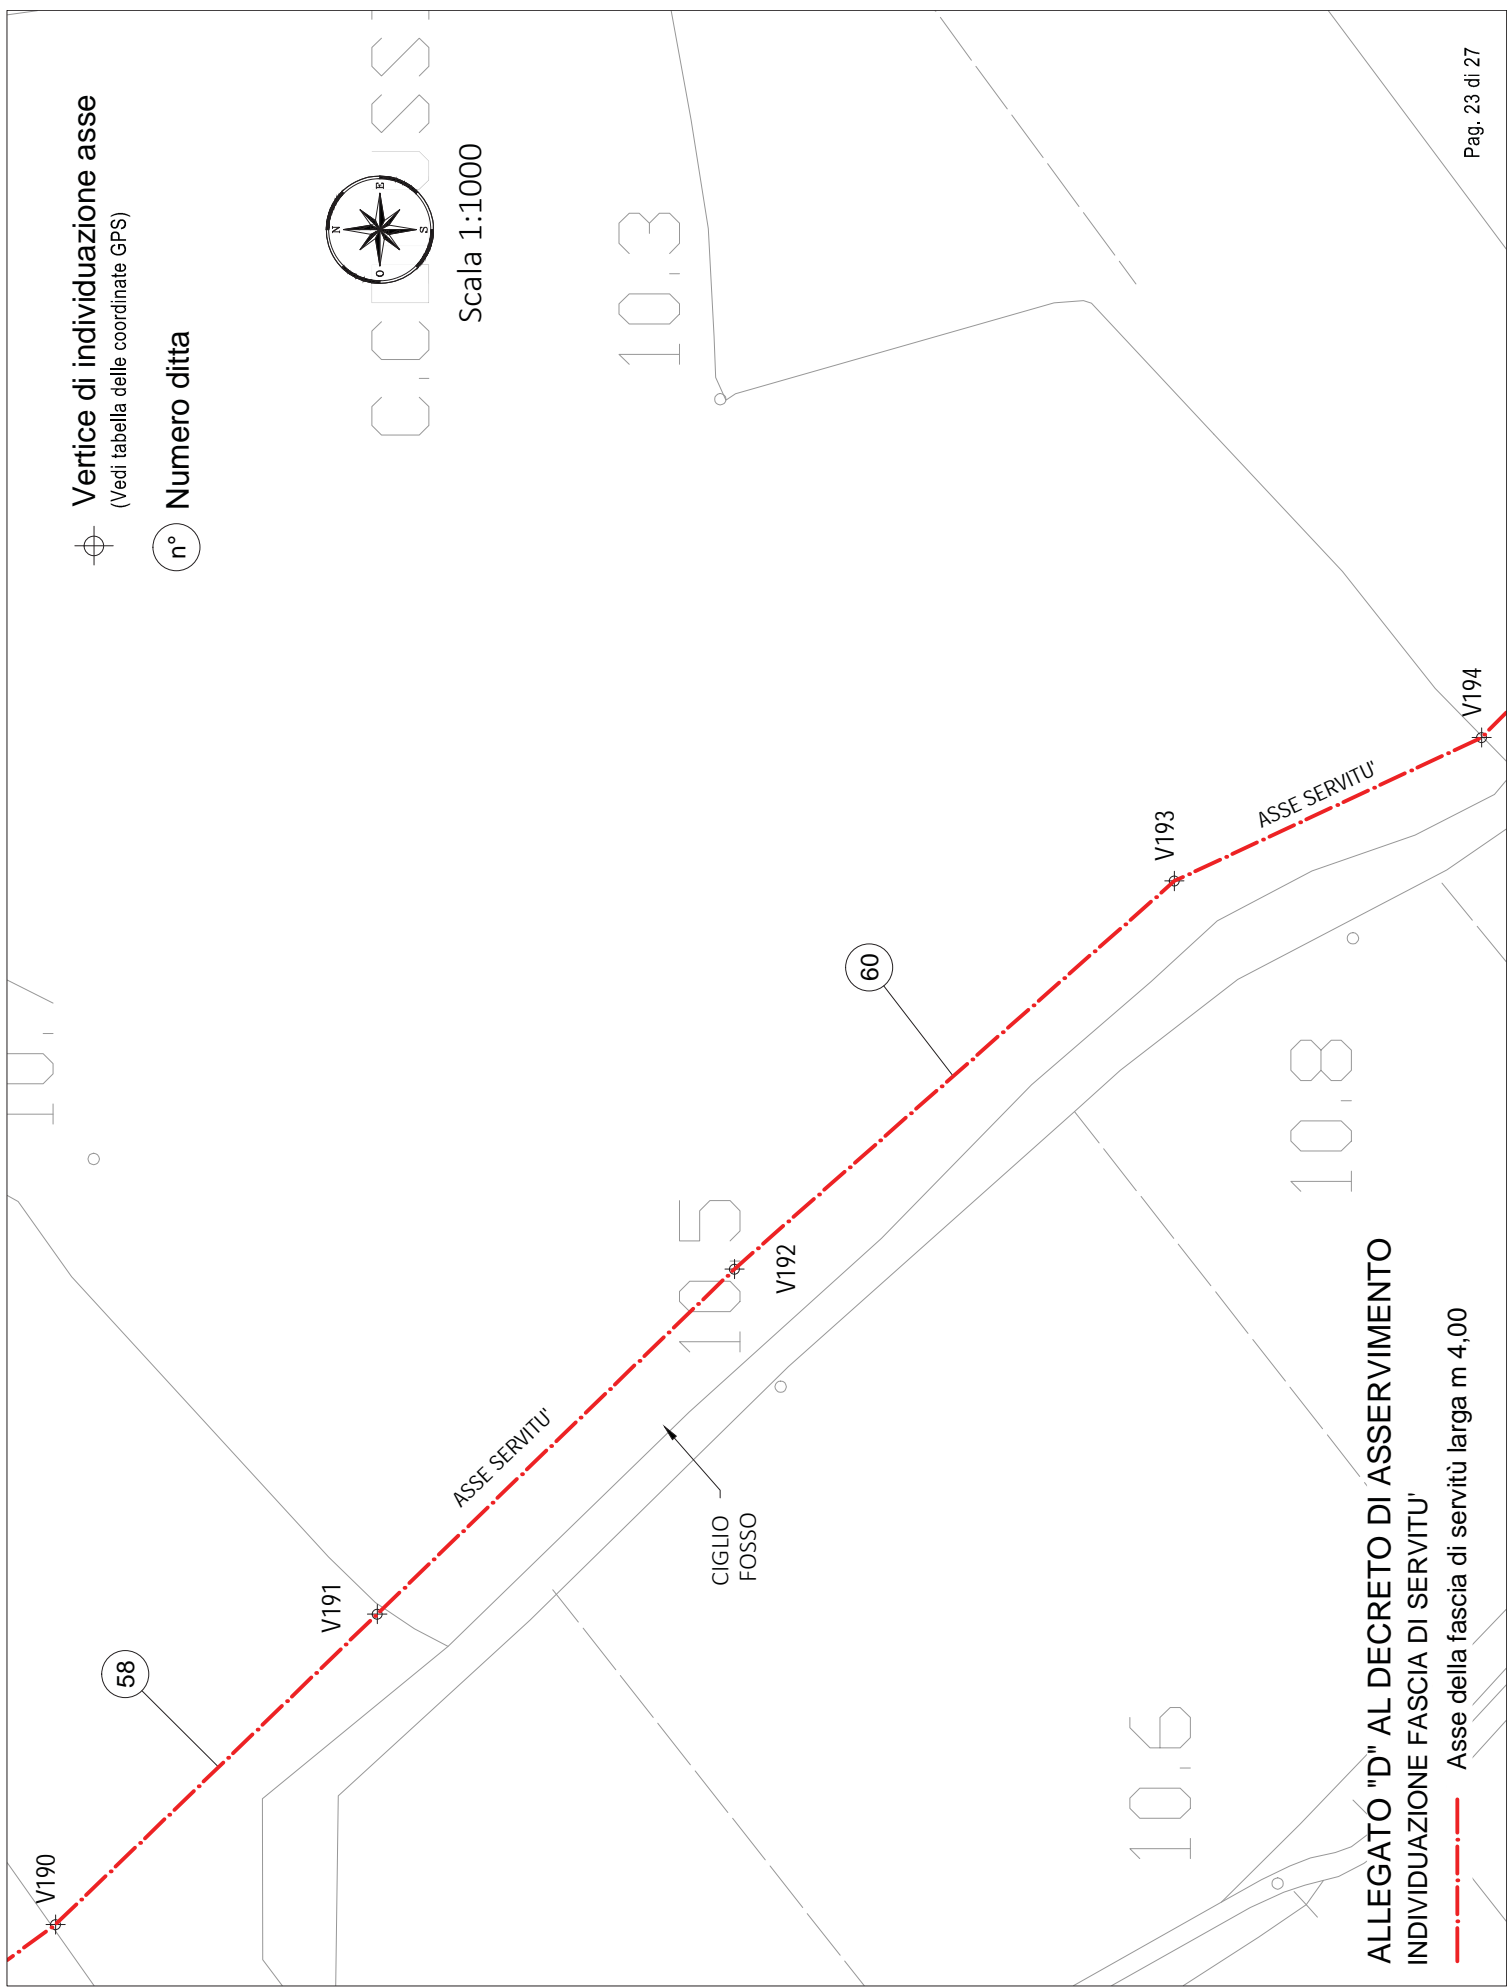 Vertice di individuazione asse
(Vedi tabella delle coordinate GPS)
n° Numero ditta
N
O
E
S
Scala 1:1000
10.3
V190
58
V191
ASSE SERVITU'
10.5
V192
CIGLIO
FOSSO
60
V193
ASSE SERVITU'
V194
10.6
10.8
ALLEGATO "D" AL DECRETO DI ASSERVIMENTO
INDIVIDUAZIONE FASCIA DI SERVITU'
Asse della fascia di servitù larga m 4,00
Pag. 23 di 27